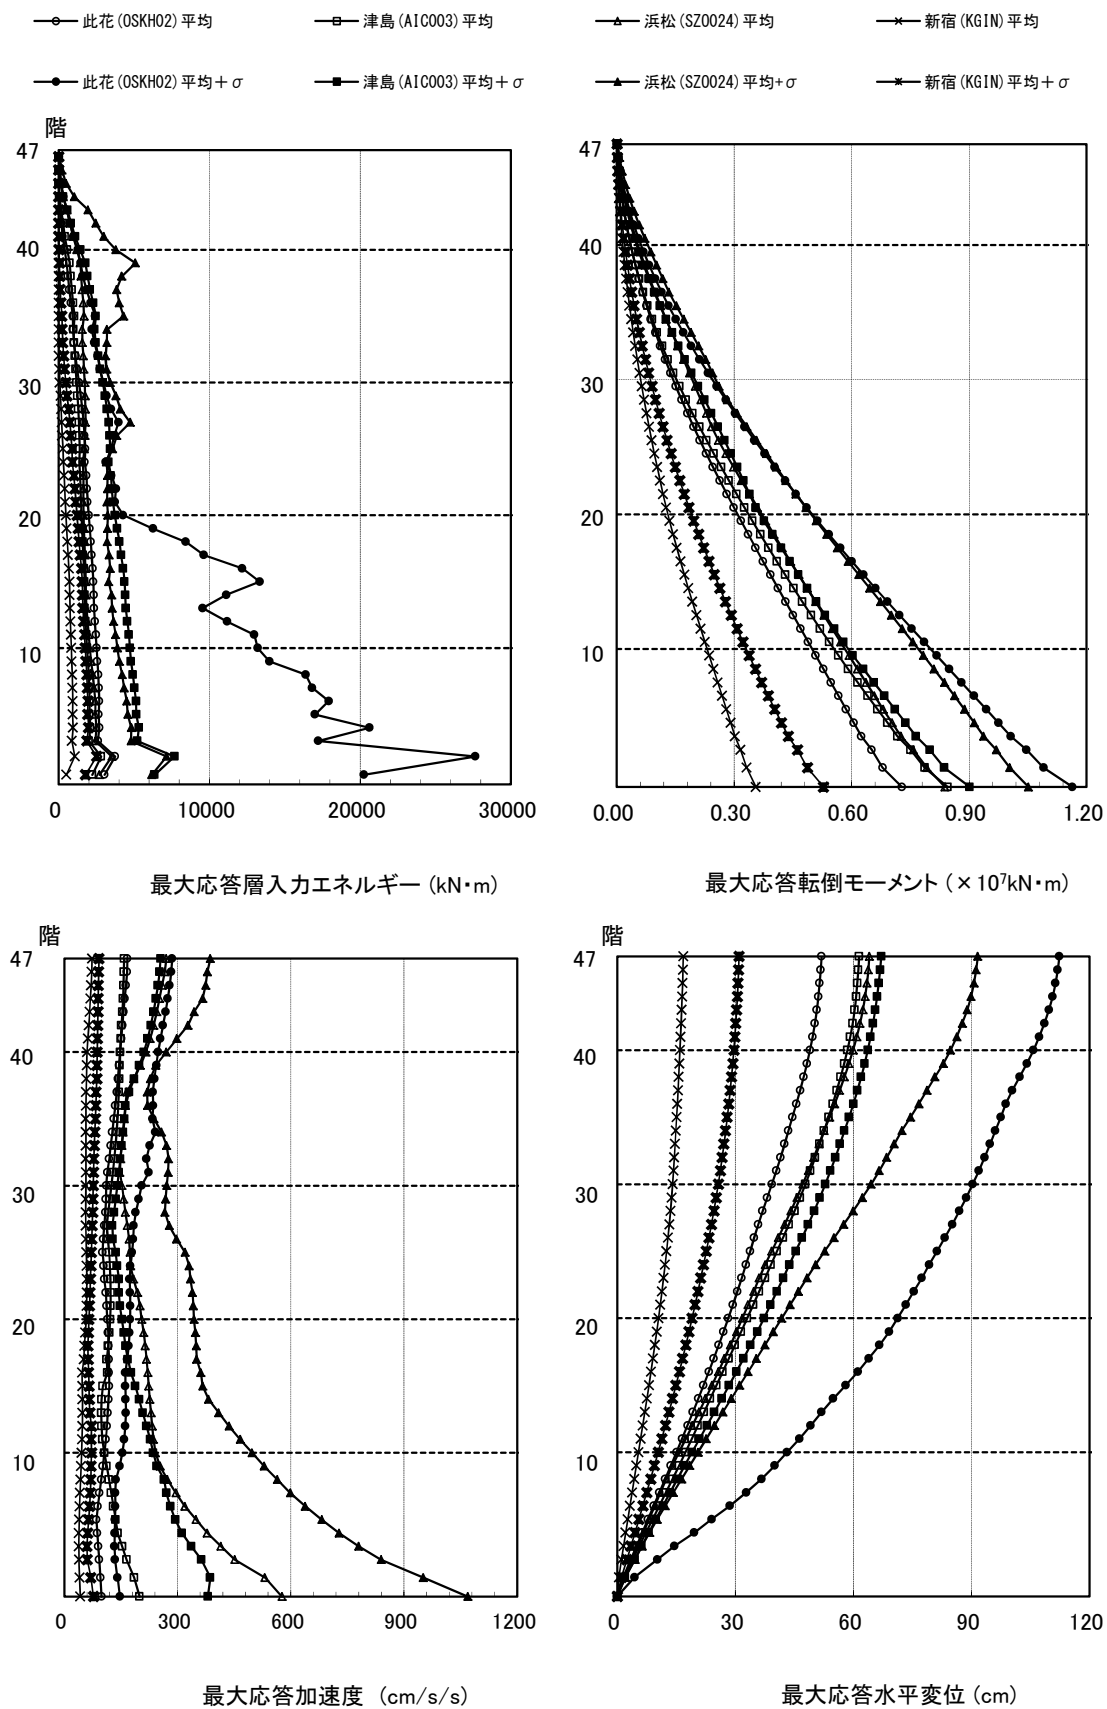 此花(OSKH02)平均 津島(AIC003)平均 浜松(SZO024)平均 新宿(KGIN)平均
此花(OSKH02)平均+σ 津島(AIC003)平均+σ 浜松(SZO024)平均+σ 新宿(KGIN)平均+σ
階
47
40
30
20
10
0 10000 20000 30000
最大応答層入力エネルギー (kN・m)
47
40
30
20
10
0.00 0.30 0.60 0.90 1.20
最大応答転倒モーメント (×10⁷kN・m)
階
47
40
30
20
10
0 300 600 900 1200
最大応答加速度 (cm/s/s)
階
47
40
30
20
10
0 30 60 90 120
最大応答水平変位 (cm)